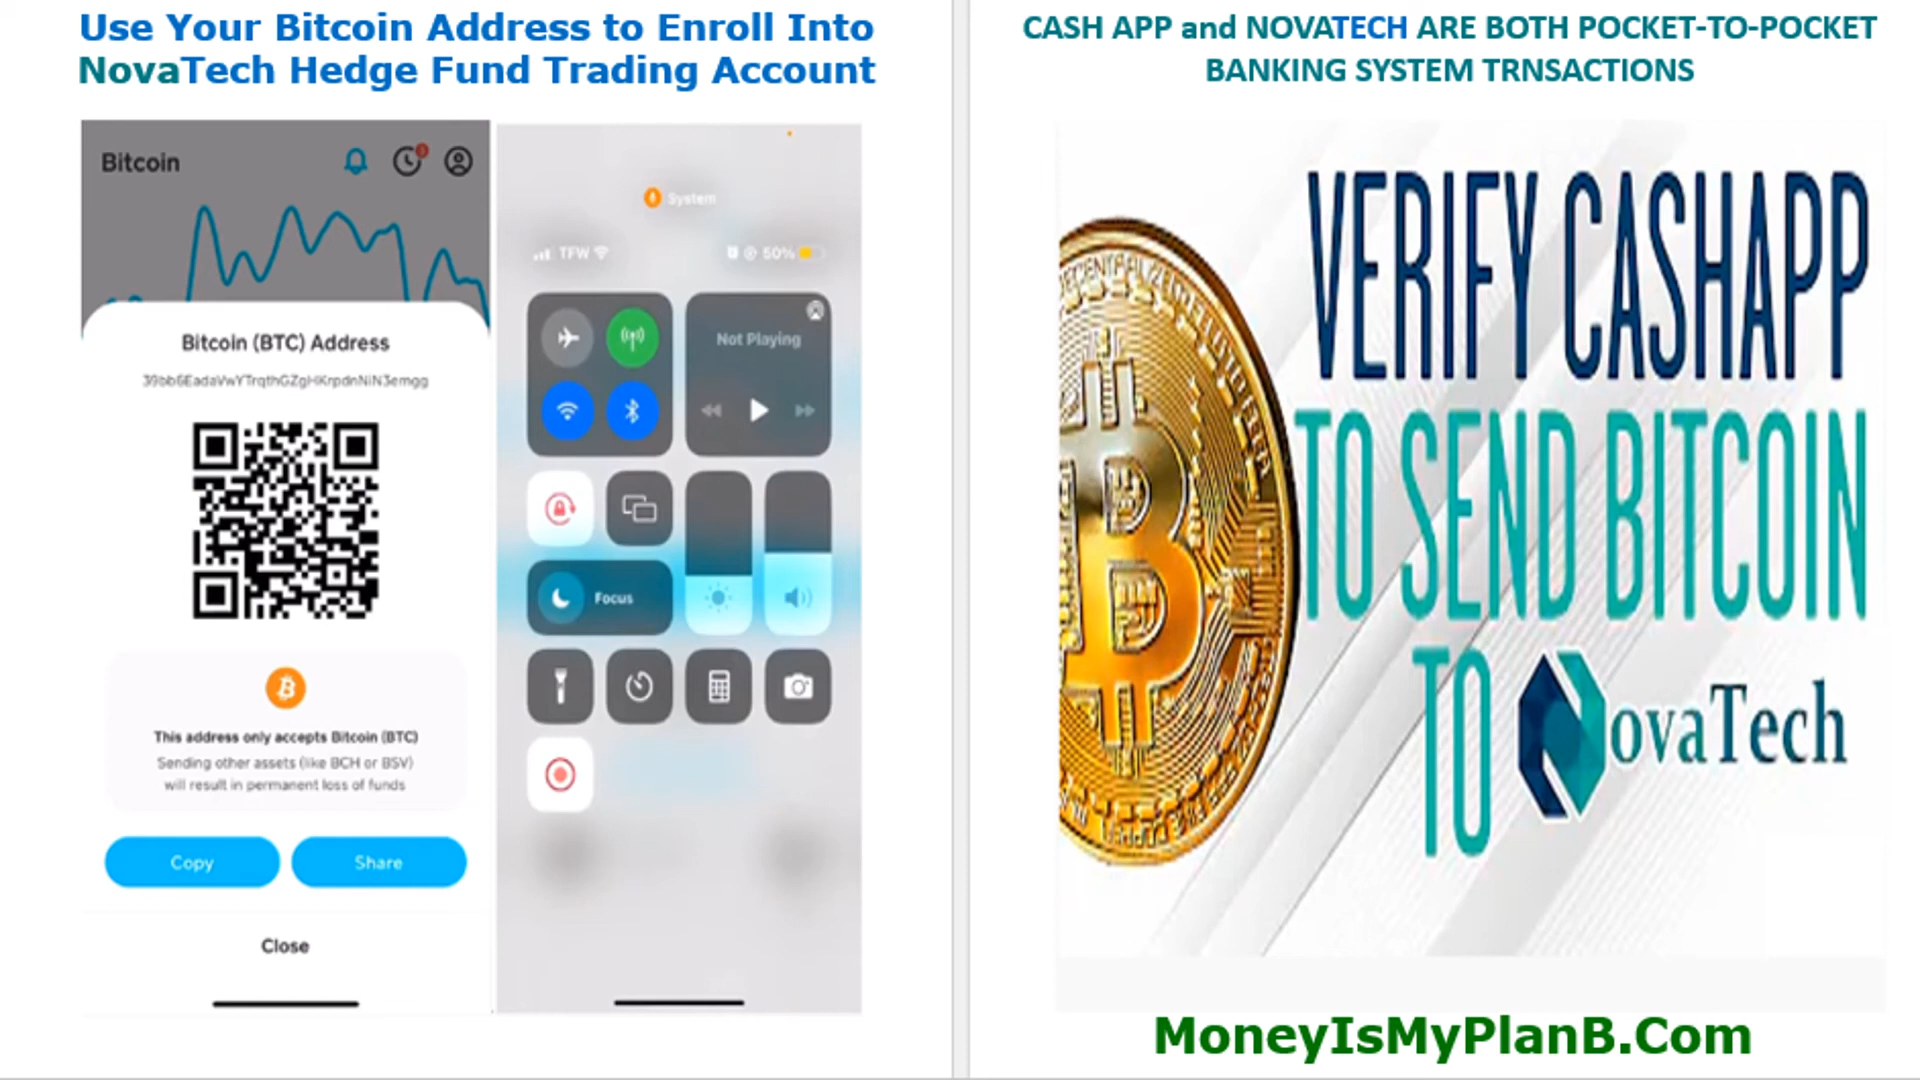 Use Your Bitcoin Address to Enroll Into
NovaTech Hedge Fund Trading Account
Bitcoin
Bitcoin (BTC) Address
This address only accepts Bitcoin (BTC)
Sending other assets (like BCH or BSV)
will result in permanent loss of funds
Copy
Share
Close
System
TFW
50%
Not Playing
Focus
CASH APP and NOVATECH ARE BOTH POCKET-TO-POCKET
BANKING SYSTEM TRNSACTIONS
VERIFY CASHAPP
TO SEND BITCOIN
TO NovaTech
MoneyIsMyPlanB.Com